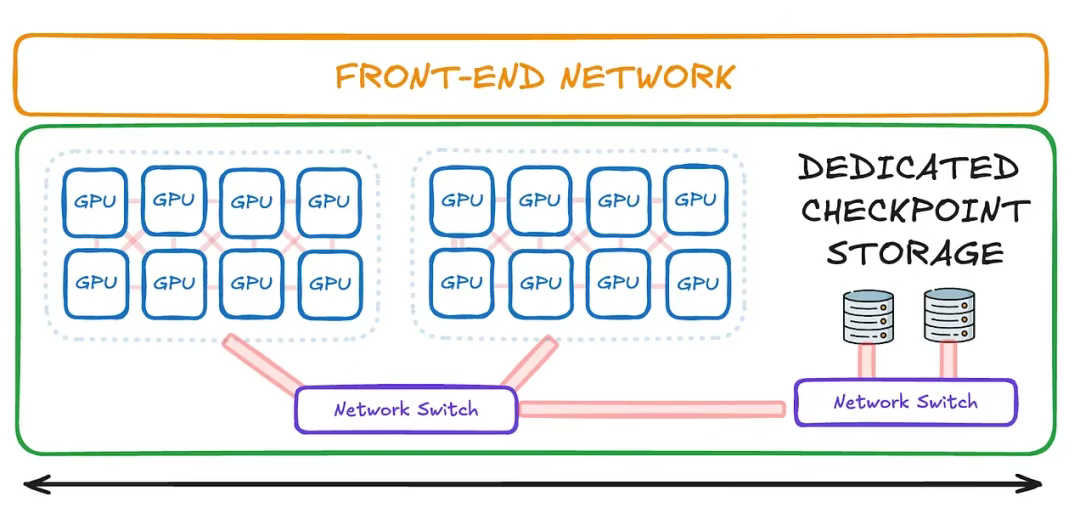 FRONT-END NETWORK
GPU GPU GPU GPU
GPU GPU GPU GPU
GPU GPU GPU GPU
GPU GPU GPU GPU
DEDICATED
CHECKPOINT
STORAGE
Network Switch
Network Switch